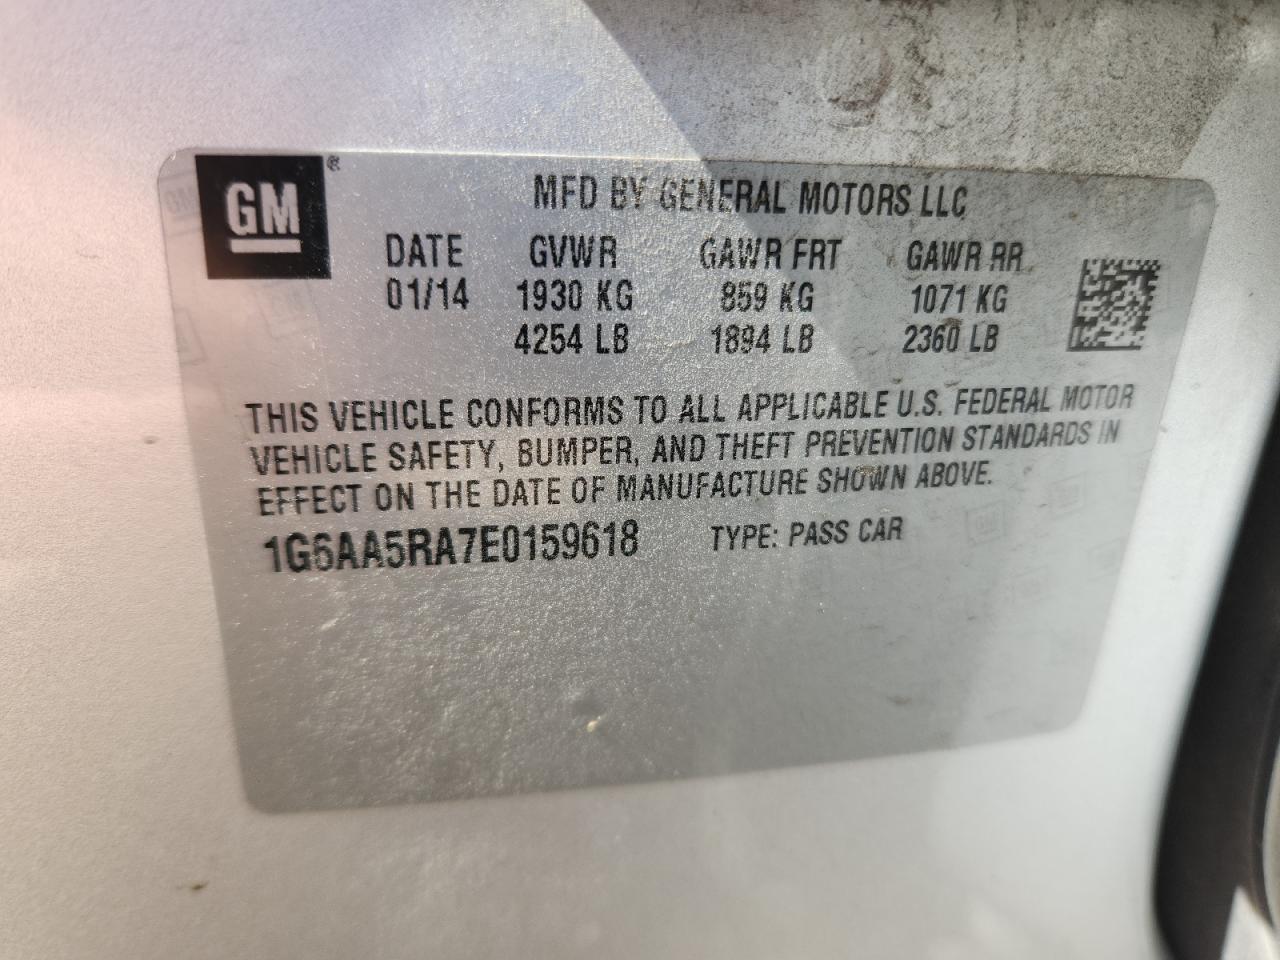 GM ®
MFD BY GENERAL MOTORS LLC
DATE GVWR GAWR FRT GAWR RR
01/14 1930 KG 859 KG 1071 KG
4254 LB 1894 LB 2360 LB
THIS VEHICLE CONFORMS TO ALL APPLICABLE U.S. FEDERAL MOTOR
VEHICLE SAFETY, BUMPER, AND THEFT PREVENTION STANDARDS IN
EFFECT ON THE DATE OF MANUFACTURE SHOWN ABOVE.
1G6AA5RA7E0159618 TYPE: PASS CAR